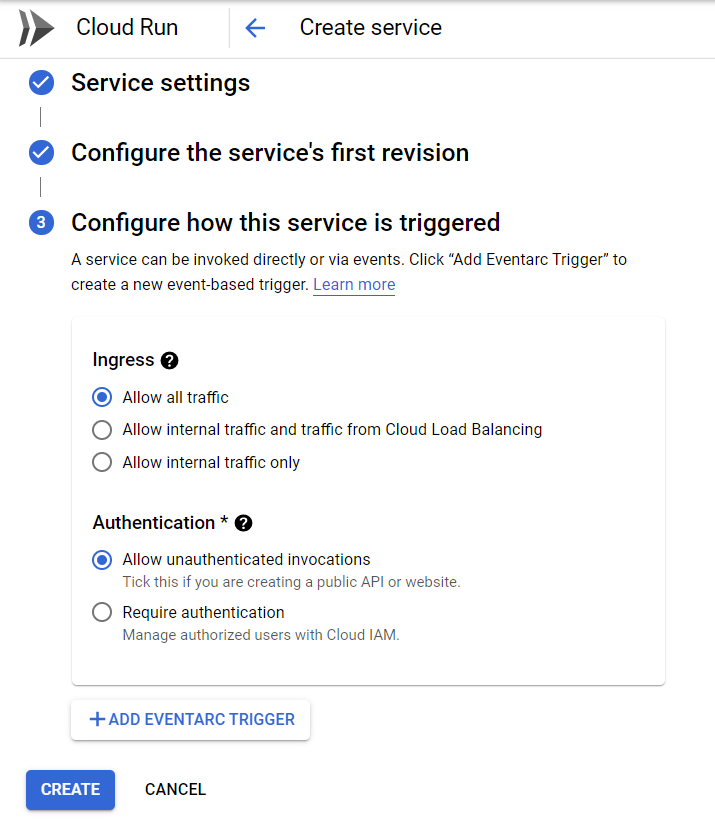 Cloud Run
Create service
Service settings
Configure the service's first revision
3
Configure how this service is triggered
A service can be invoked directly or via events. Click “Add Eventarc Trigger” to
create a new event-based trigger. Learn more
Ingress ?
Allow all traffic
Allow internal traffic and traffic from Cloud Load Balancing
Allow internal traffic only
Authentication * ?
Allow unauthenticated invocations
Tick this if you are creating a public API or website.
Require authentication
Manage authorized users with Cloud IAM.
+ ADD EVENTARC TRIGGER
CREATE
CANCEL